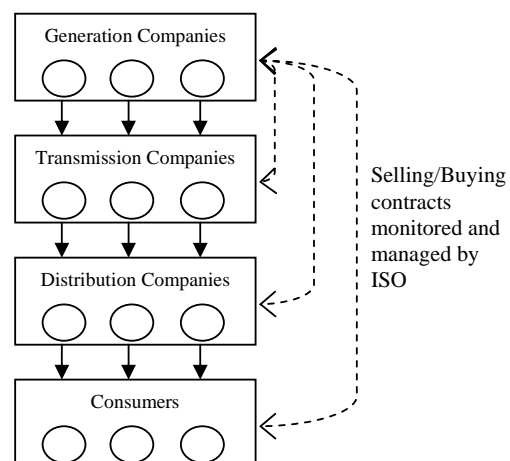 Generation Companies
Transmission Companies
Selling/Buying
contracts
monitored and
managed by
ISO
Distribution Companies
Consumers